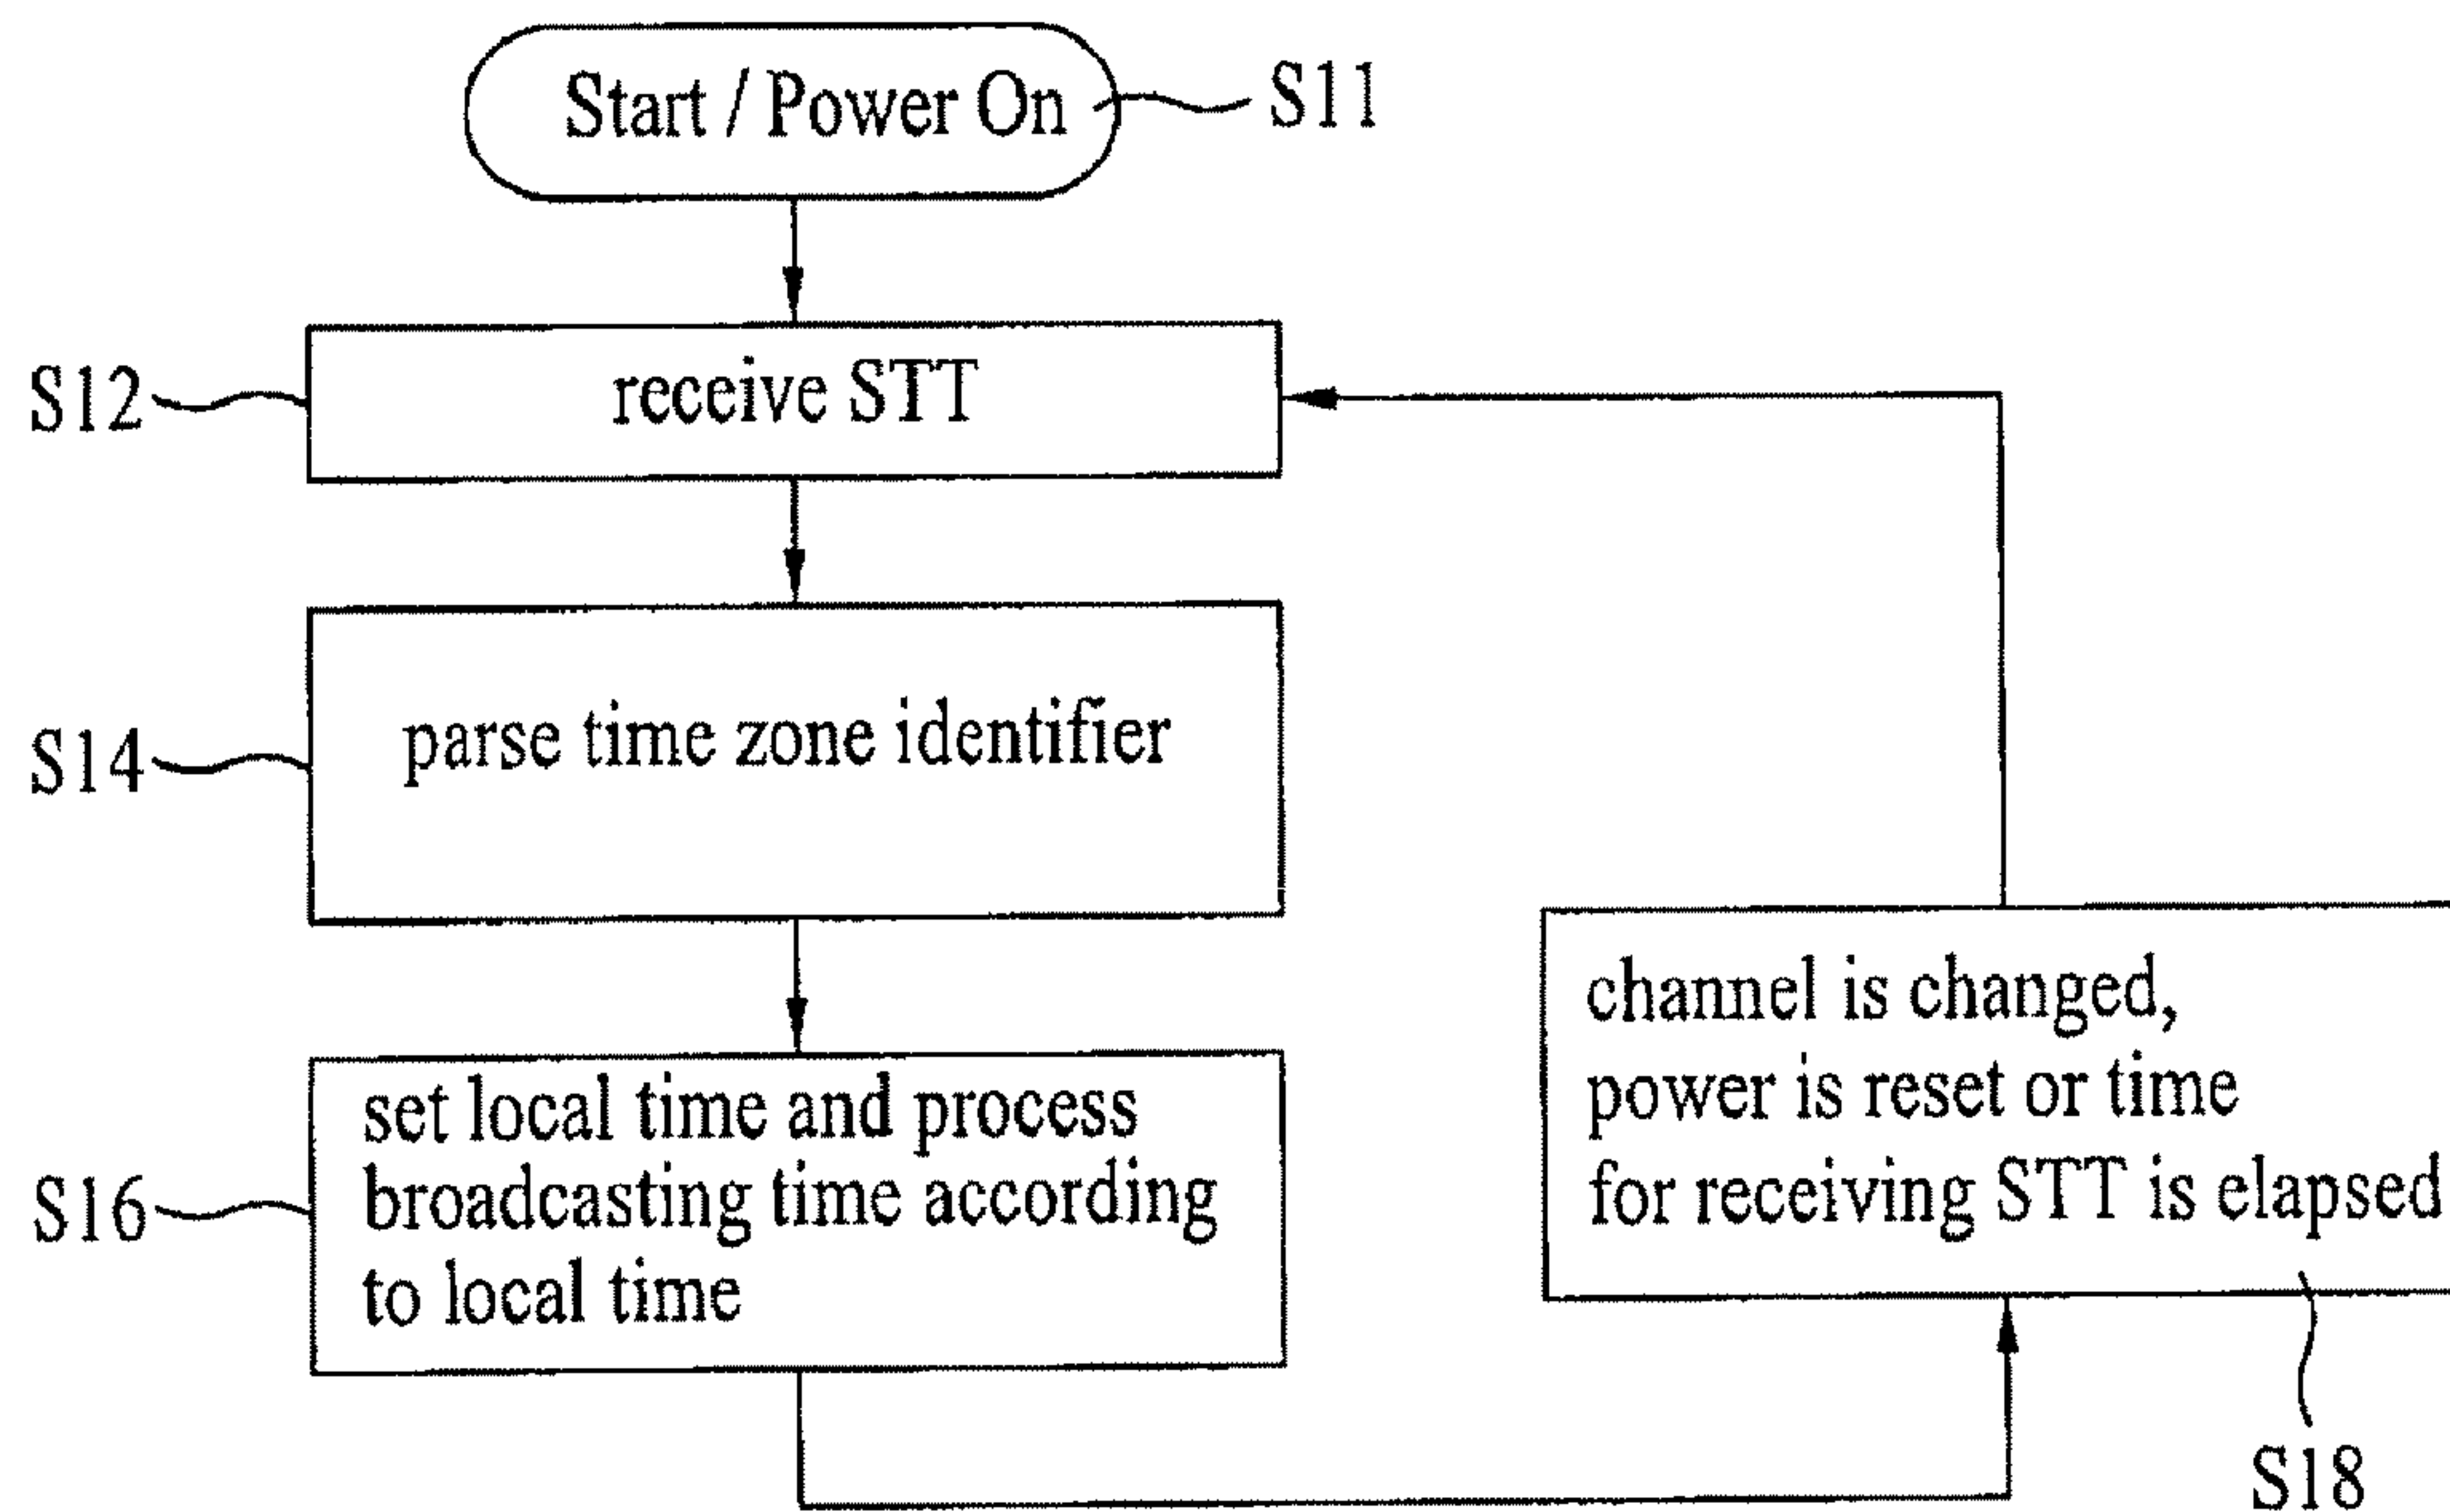 Start / Power On
S11
S12
receive STT
S14
parse time zone identifier
S16
set local time and process
broadcasting time according
to local time
channel is changed,
power is reset or time
for receiving STT is elapsed
S18